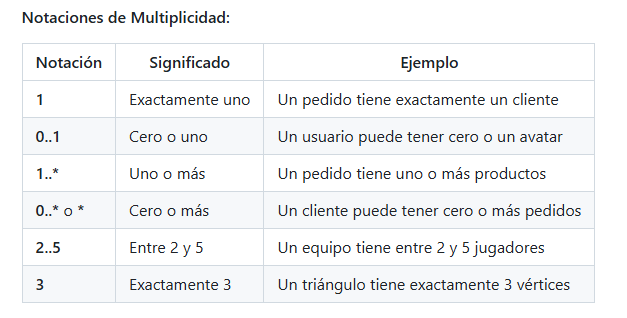 Notaciones de Multiplicidad:
Notación Significado Ejemplo
1 Exactamente uno Un pedido tiene exactamente un cliente
0..1 Cero o uno Un usuario puede tener cero o un avatar
1..* Uno o más Un pedido tiene uno o más productos
0..* o * Cero o más Un cliente puede tener cero o más pedidos
2..5 Entre 2 y 5 Un equipo tiene entre 2 y 5 jugadores
3 Exactamente 3 Un triángulo tiene exactamente 3 vértices